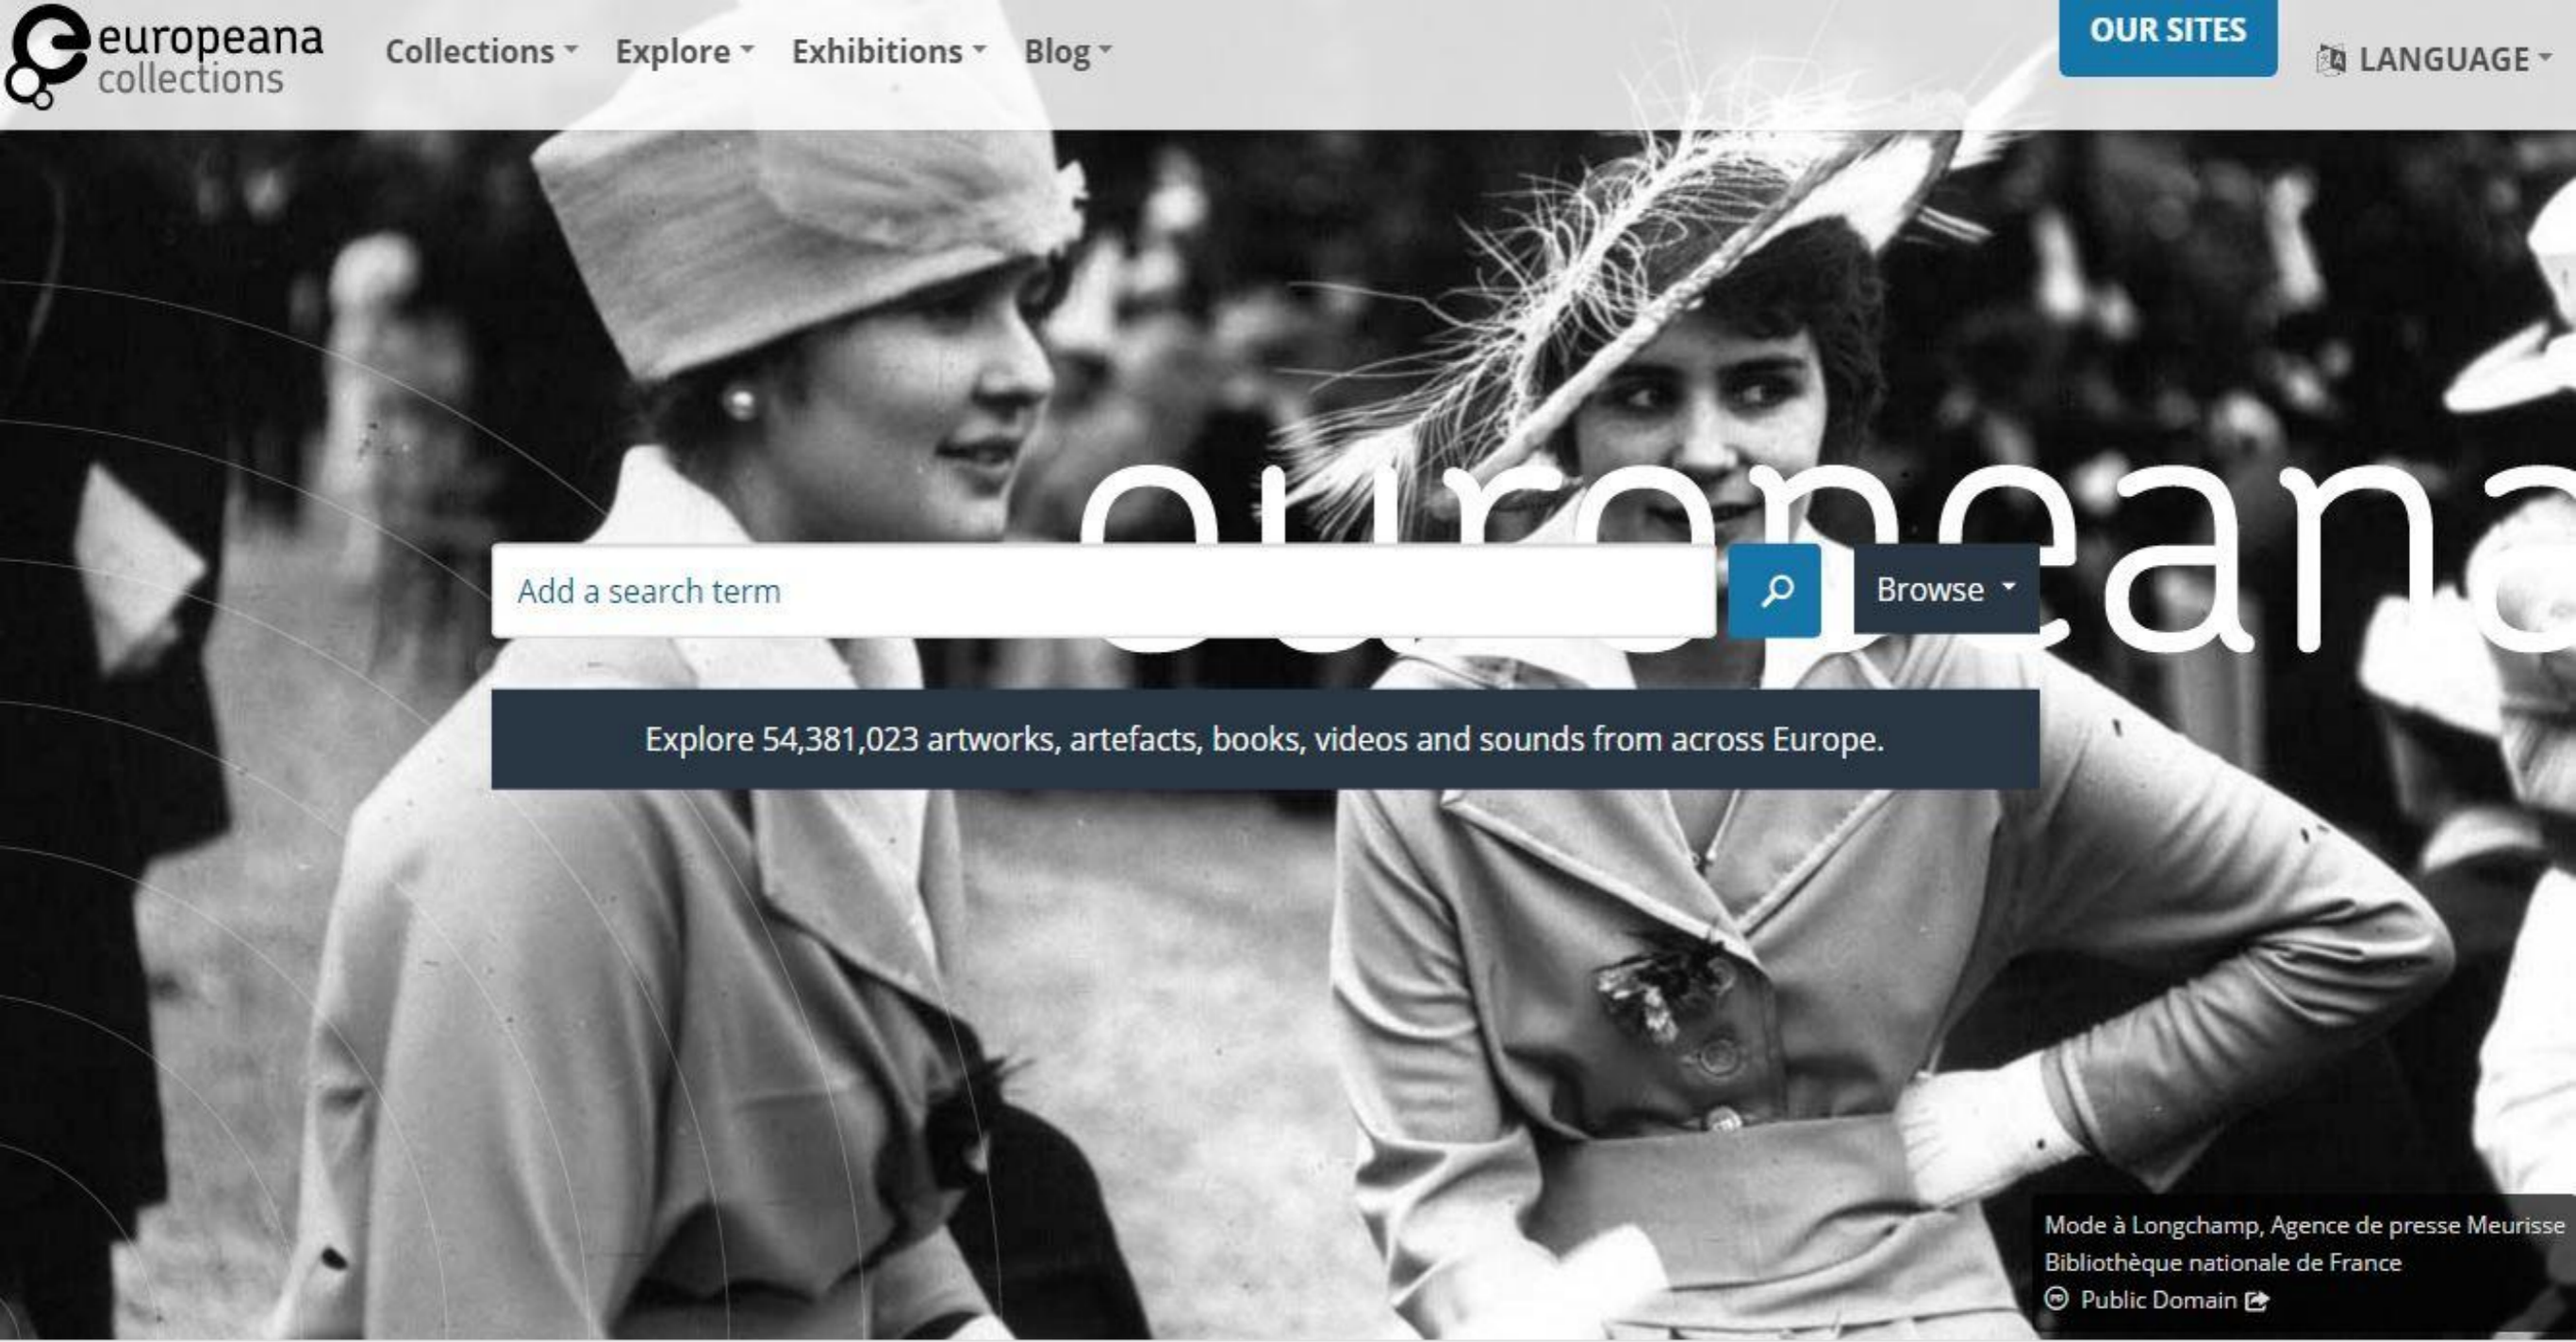 europeana
collections
Collections
Explore
Exhibitions
Blog
OUR SITES
LANGUAGE
europeana
Add a search term
Browse
Explore 54,381,023 artworks, artefacts, books, videos and sounds from across Europe.
Mode à Longchamp, Agence de presse Meurisse
Bibliothèque nationale de France
Public Domain